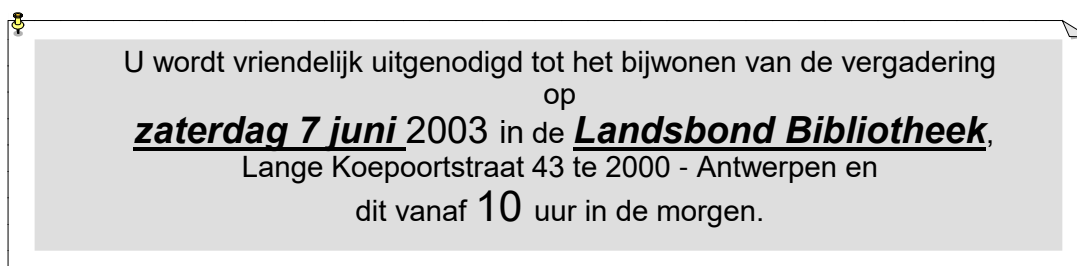 U wordt vriendelijk uitgenodigd tot het bijwonen van de vergadering
op
zaterdag 7 juni 2003 in de Landsbond Bibliotheek,
Lange Koepoortstraat 43 te 2000 - Antwerpen en
dit vanaf 10 uur in de morgen.